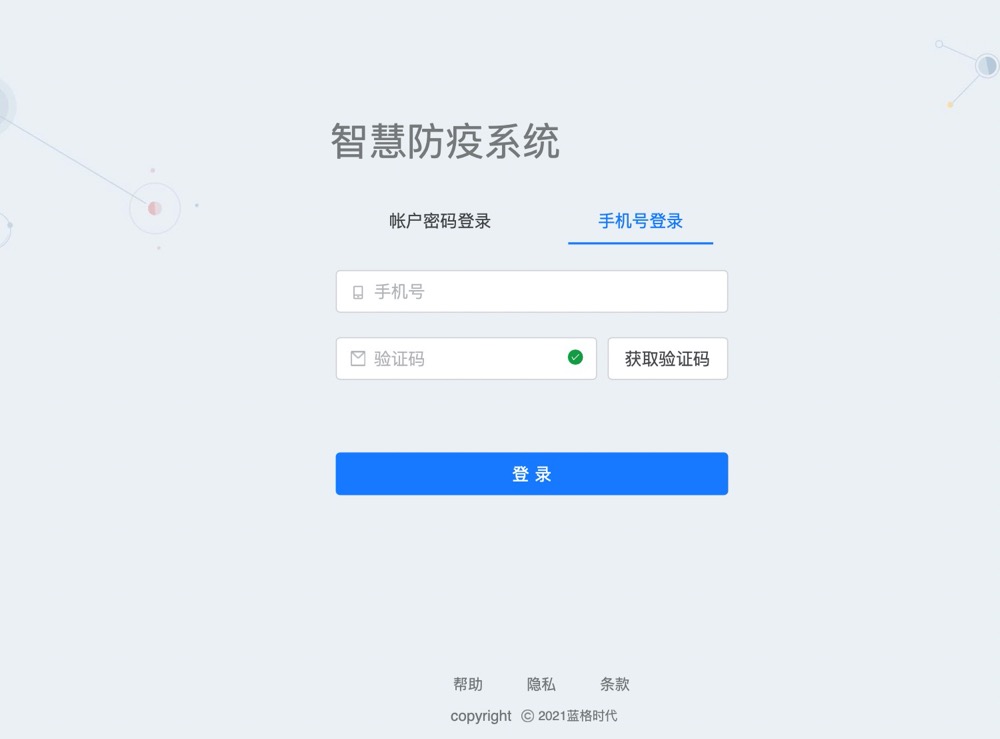 智慧防疫系统
帐户密码登录 手机号登录
手机号
验证码 获取验证码
登 录
帮助 隐私 条款
copyright © 2021蓝格时代